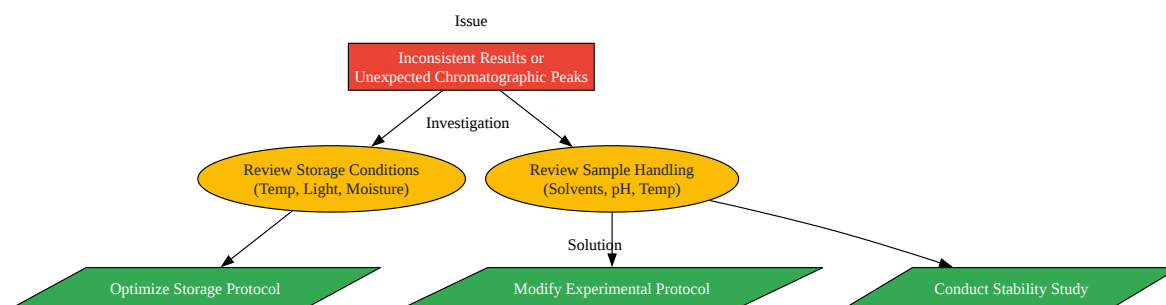 Issue
Inconsistent Results or
Unexpected Chromatographic Peaks
Investigation
Review Storage Conditions
(Temp, Light, Moisture)
Review Sample Handling
(Solvents, pH, Temp)
Solution
Optimize Storage Protocol
Modify Experimental Protocol
Conduct Stability Study